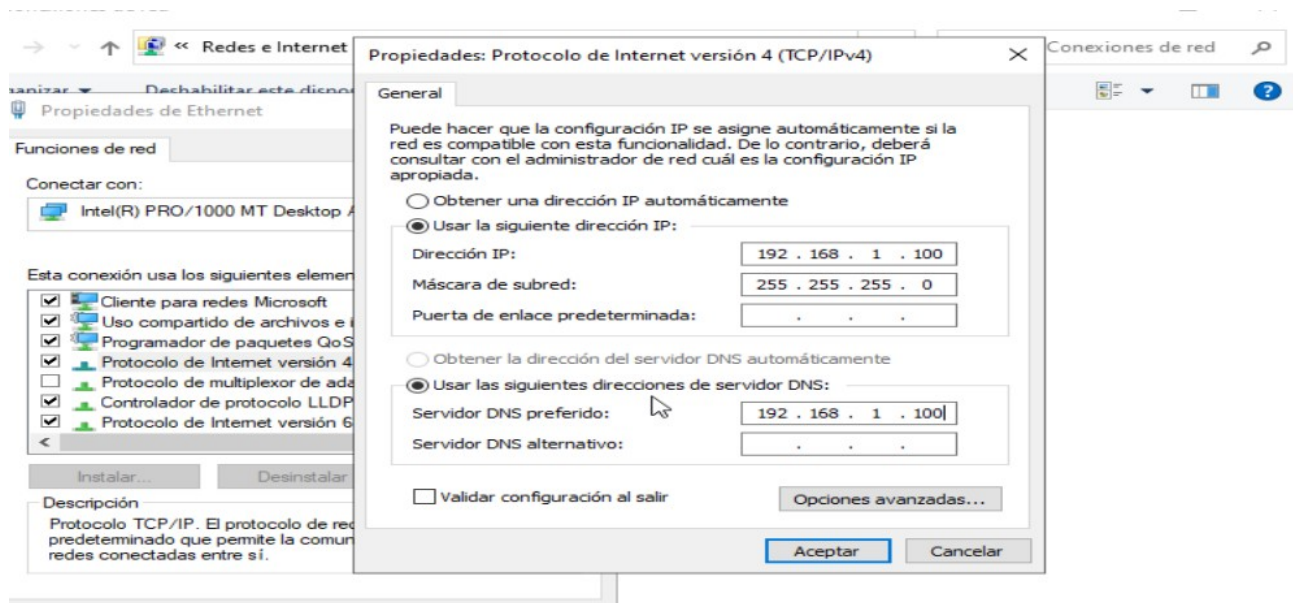 Redes e Internet
Conexiones de red
Deshabilitar este dispo
Propiedades de Ethernet
Funciones de red
Conectar con:
Intel(R) PRO/1000 MT Desktop A
Esta conexión usa los siguientes elemen
Cliente para redes Microsoft
Uso compartido de archivos e i
Programador de paquetes QoS
Protocolo de Internet versión 4
Protocolo de multiplexor de ada
Controlador de protocolo LLDP
Protocolo de Internet versión 6
Instalar...
Desinstalar
Descripción
Protocolo TCP/IP. El protocolo de red
predeterminado que permite la comun
redes conectadas entre sí.
Propiedades: Protocolo de Internet versión 4 (TCP/IPv4)
General
Puede hacer que la configuración IP se asigne automáticamente si la
red es compatible con esta funcionalidad. De lo contrario, deberá
consultar con el administrador de red cuál es la configuración IP
apropiada.
Obtener una dirección IP automáticamente
Usar la siguiente dirección IP:
Dirección IP: 192 . 168 . 1 . 100
Máscara de subred: 255 . 255 . 255 . 0
Puerta de enlace predeterminada: . . .
Obtener la dirección del servidor DNS automáticamente
Usar las siguientes direcciones de servidor DNS:
Servidor DNS preferido: 192 . 168 . 1 . 100
Servidor DNS alternativo: . . .
Validar configuración al salir
Opciones avanzadas...
Aceptar
Cancelar